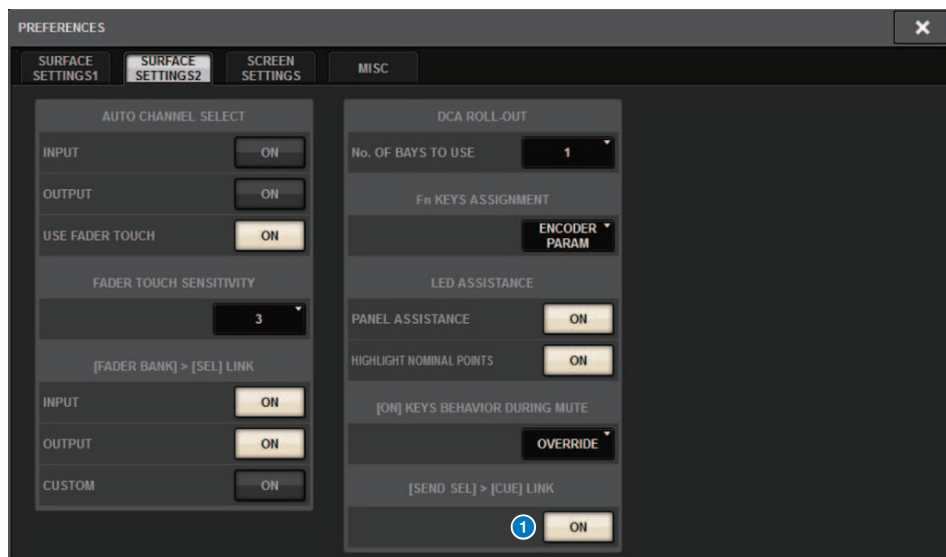 PREFERENCES
SURFACE SETTINGS1
SURFACE SETTINGS2
SCREEN SETTINGS
MISC
AUTO CHANNEL SELECT
INPUT ON
OUTPUT ON
USE FADER TOUCH ON
FADER TOUCH SENSITIVITY
3
[FADER BANK] > [SEL] LINK
INPUT ON
OUTPUT ON
CUSTOM ON
DCA ROLL-OUT
No. OF BAYS TO USE 1
Fn KEYS ASSIGNMENT
ENCODER
PARAM
LED ASSISTANCE
PANEL ASSISTANCE ON
HIGHLIGHT NOMINAL POINTS ON
[ON] KEYS BEHAVIOR DURING MUTE
OVERRIDE
[SEND SEL] > [CUE] LINK
1 ON